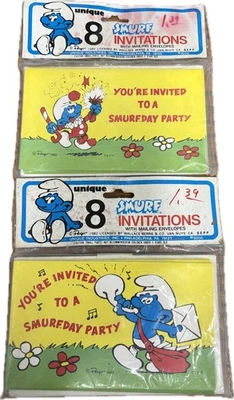 unique
8
SMURF
INVITATIONS
WITH MAILING ENVELOPES
1.39
YOU'RE INVITED
TO A
SMURFDAY PARTY
unique
8
SMURF
INVITATIONS
WITH MAILING ENVELOPES
1.39
YOU'RE INVITED
TO A
SMURFDAY PARTY